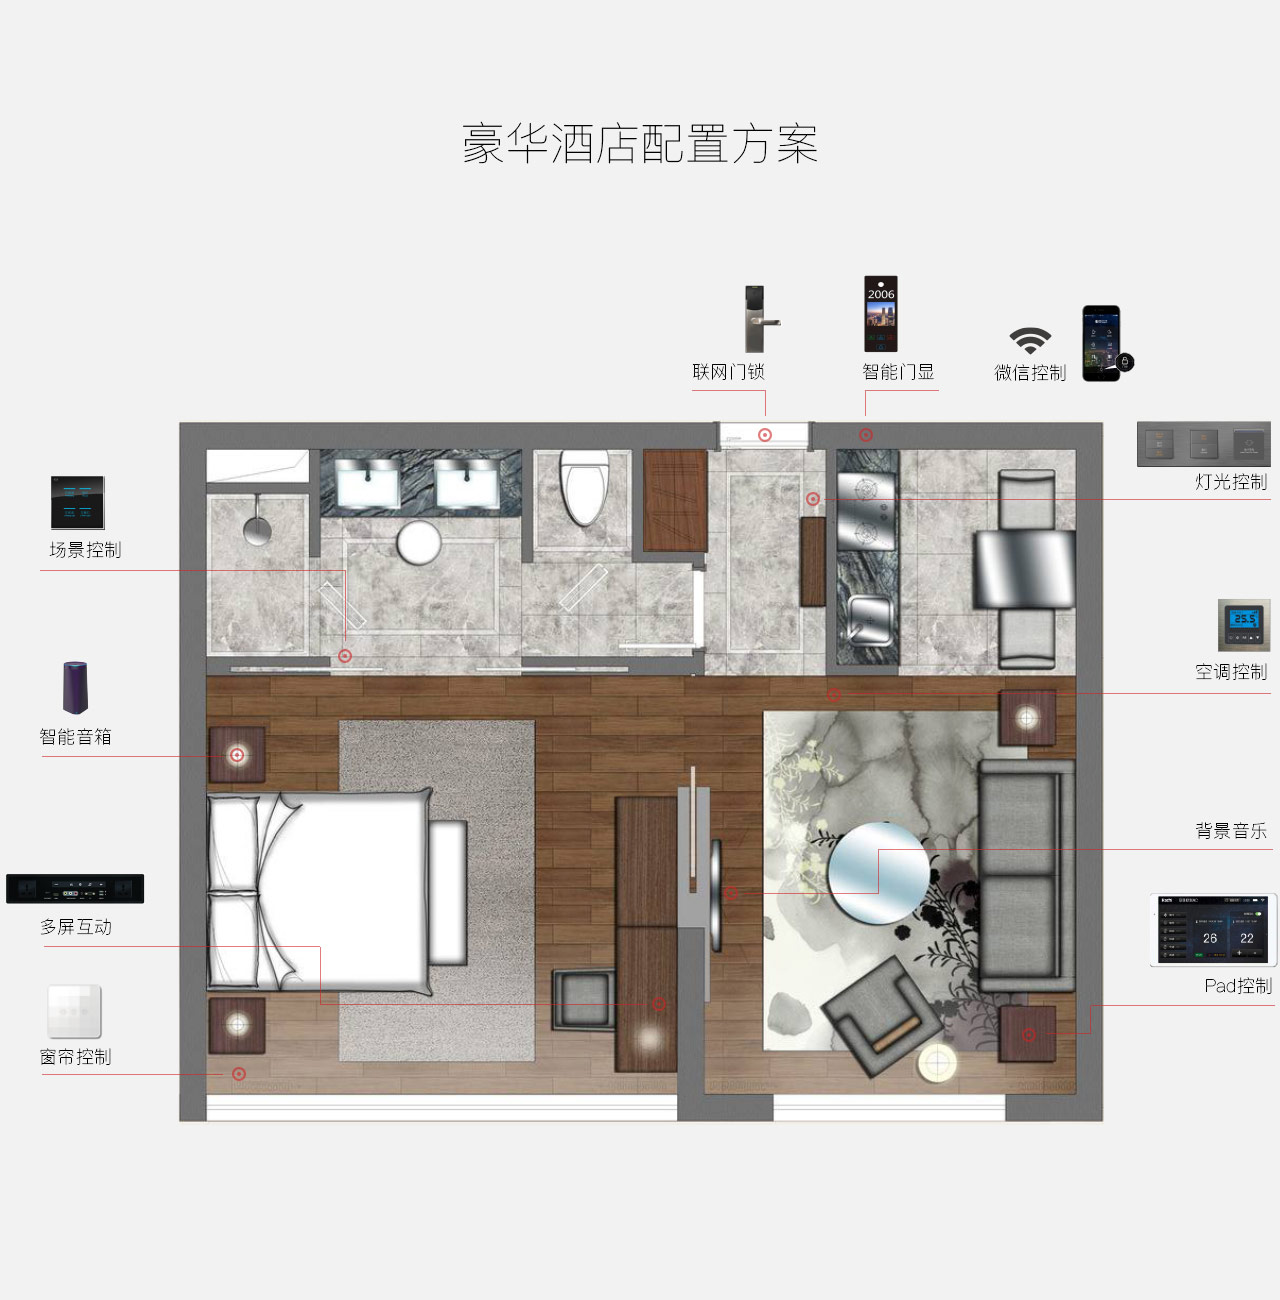 豪华酒店配置方案
2006
联网门锁
智能门显
微信控制
灯光控制
场景控制
25.5
空调控制
智能音箱
背景音乐
多屏互动
26
22
Pad控制
窗帘控制